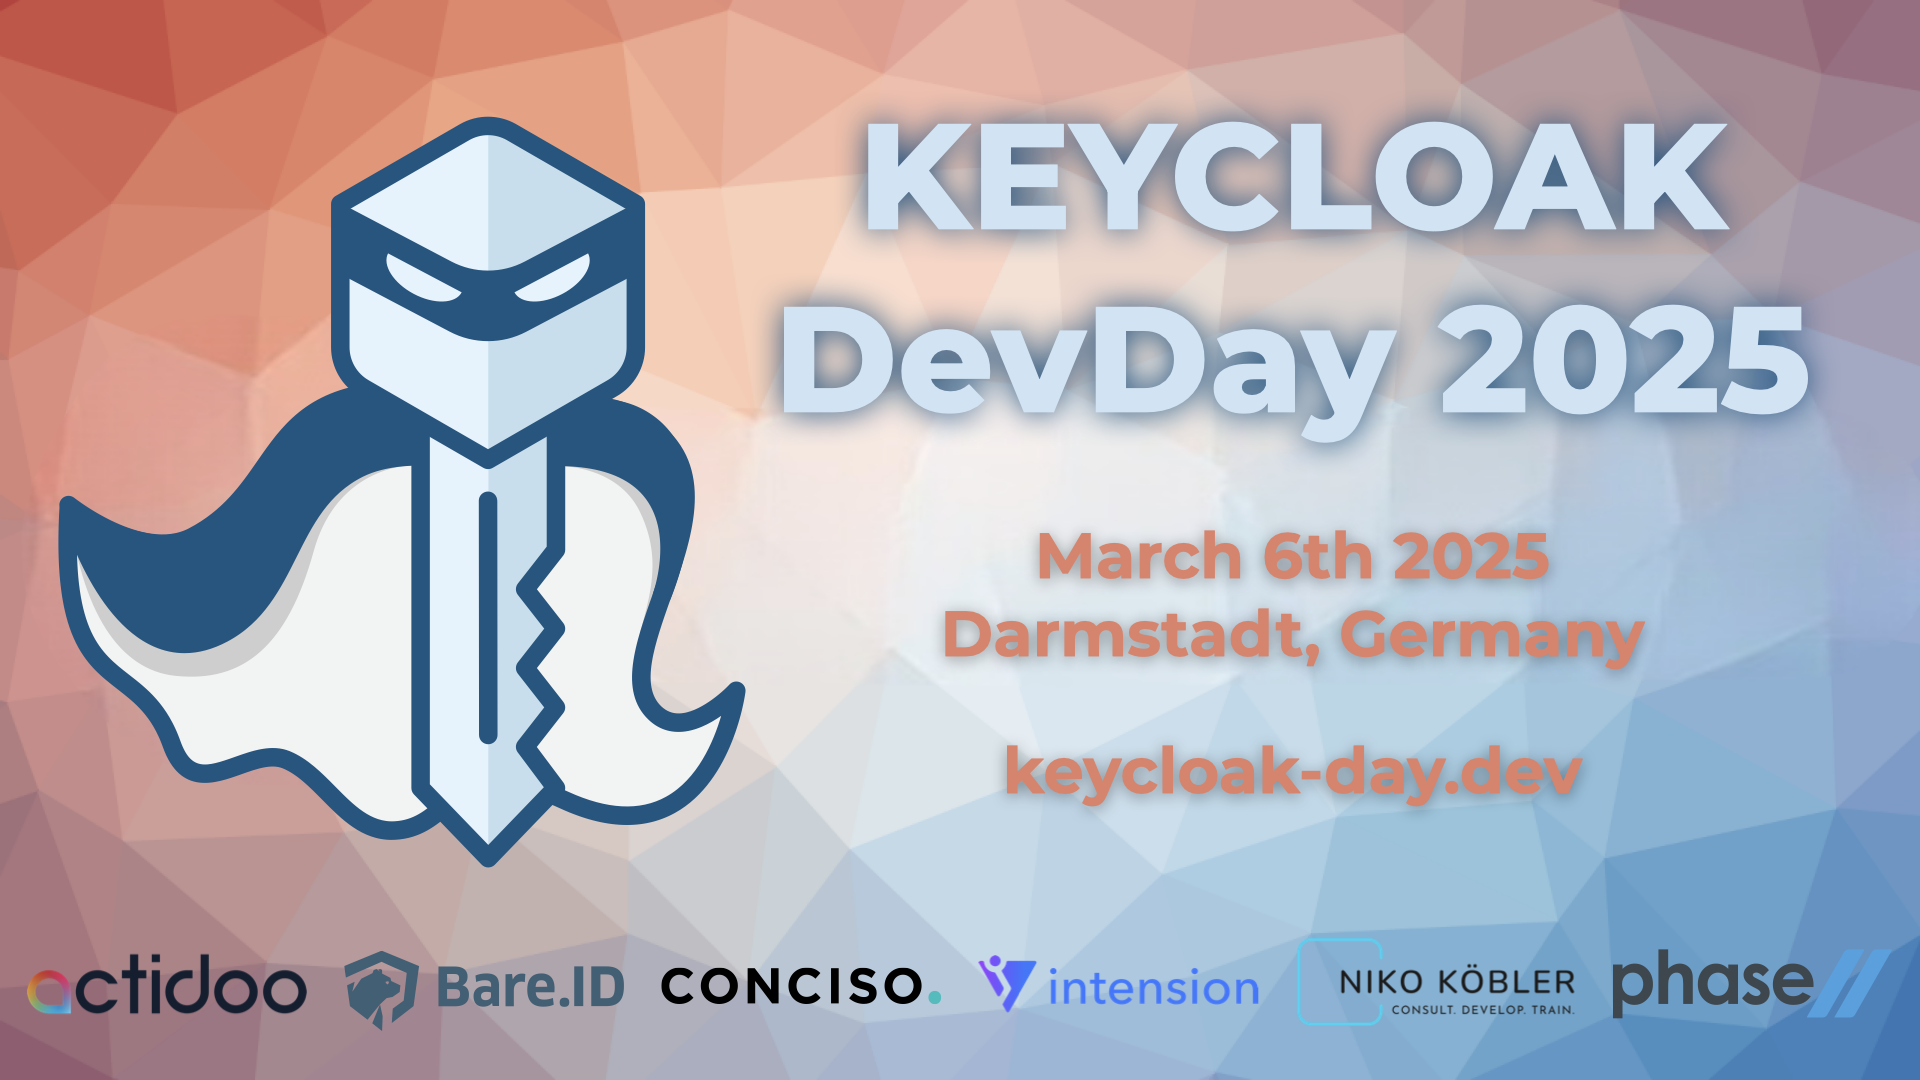 KEYCLOAK
DevDay 2025
March 6th 2025
Darmstadt, Germany
keycloak-day.dev
actidoo
Bare.ID
CONCISO.
intension
NIKO KÖBLER
CONSULT. DEVELOP. TRAIN.
phase//